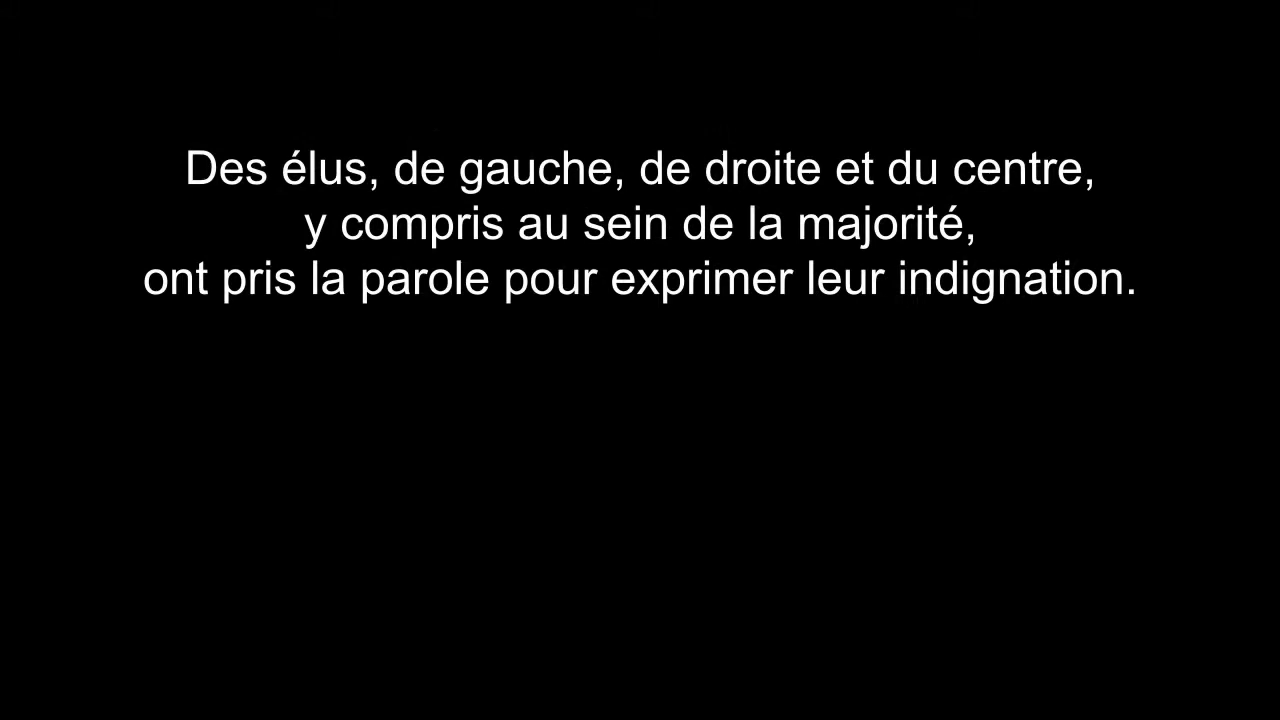 Des élus, de gauche, de droite et du centre,
y compris au sein de la majorité,
ont pris la parole pour exprimer leur indignation.